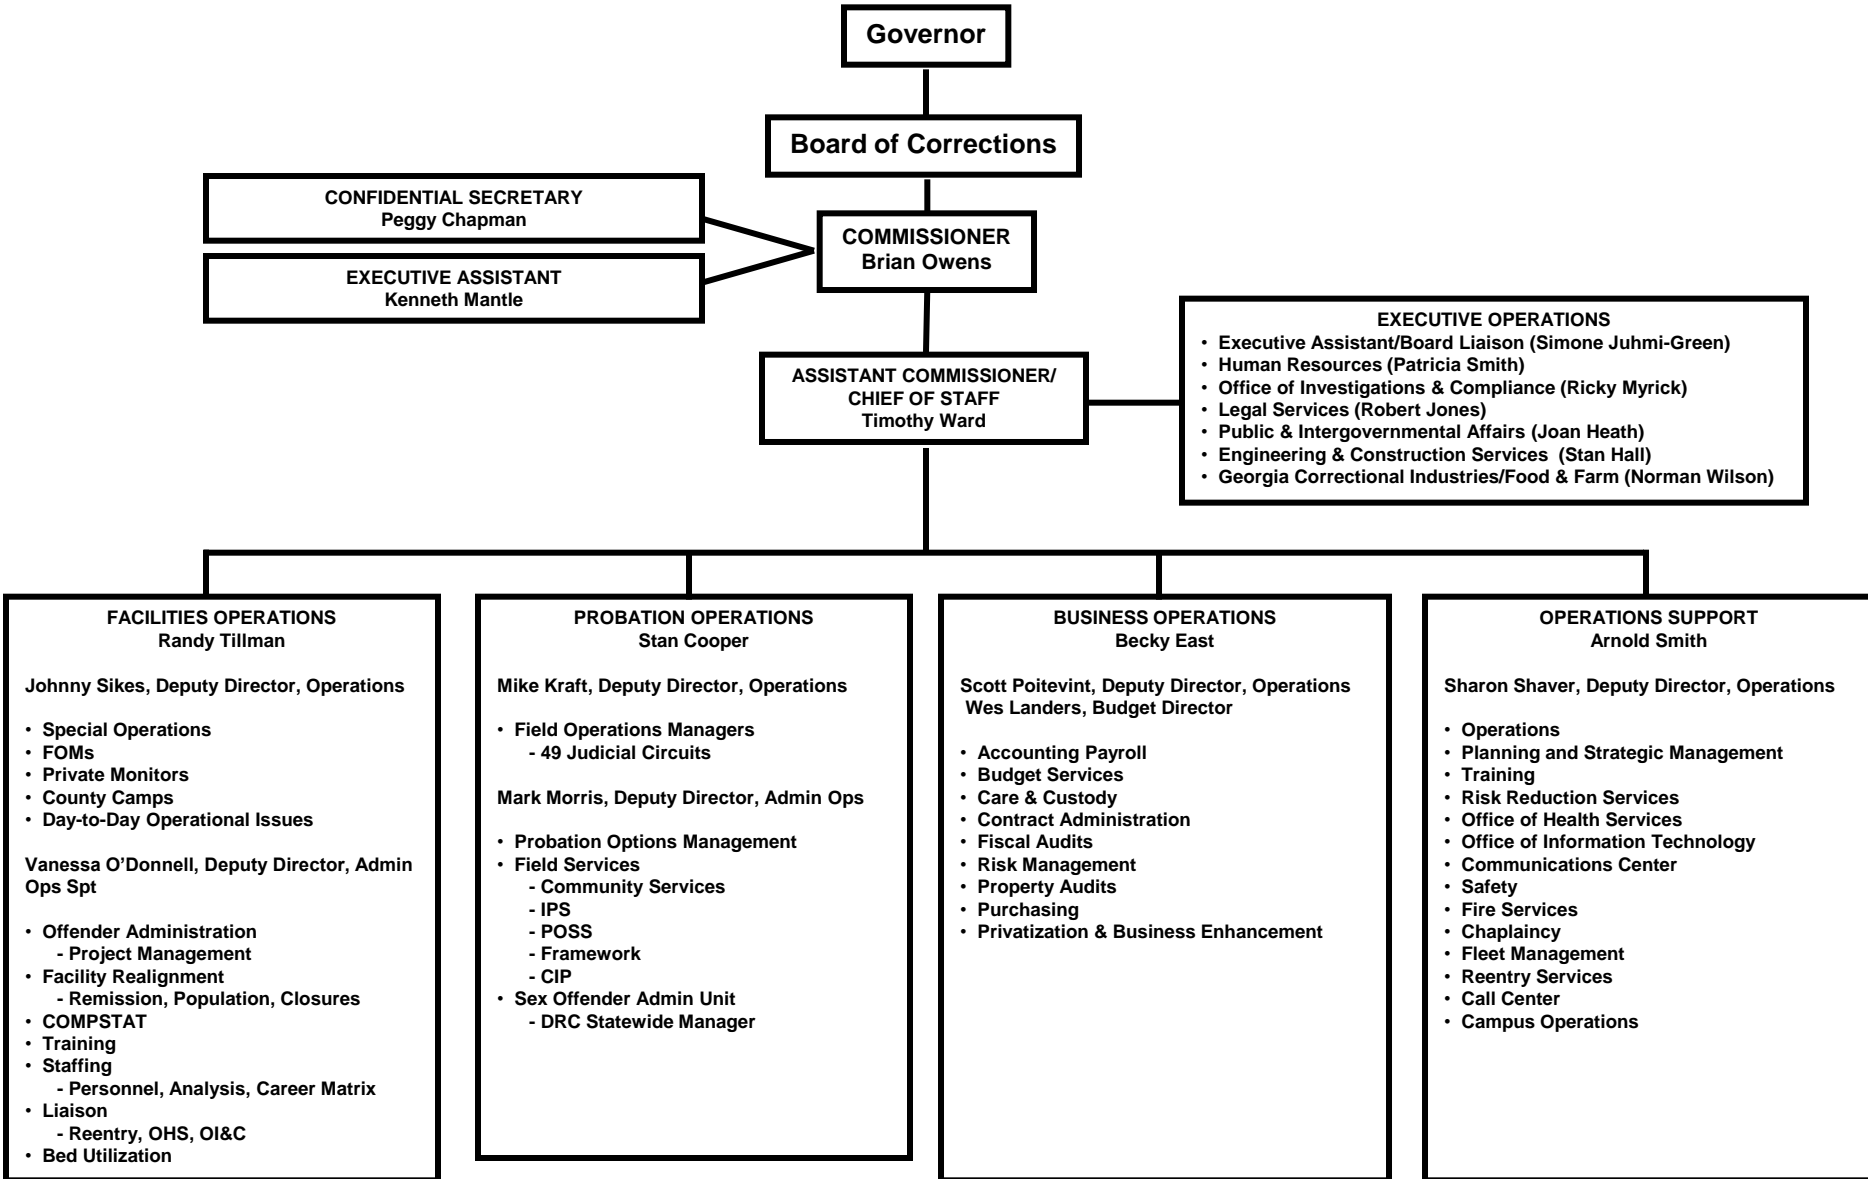 Governor
Board of Corrections
CONFIDENTIAL SECRETARY
Peggy Chapman
EXECUTIVE ASSISTANT
Kenneth Mantle
COMMISSIONER
Brian Owens
ASSISTANT COMMISSIONER/
CHIEF OF STAFF
Timothy Ward
EXECUTIVE OPERATIONS
• Executive Assistant/Board Liaison (Simone Juhmi-Green)
• Human Resources (Patricia Smith)
• Office of Investigations & Compliance (Ricky Myrick)
• Legal Services (Robert Jones)
• Public & Intergovernmental Affairs (Joan Heath)
• Engineering & Construction Services (Stan Hall)
• Georgia Correctional Industries/Food & Farm (Norman Wilson)
FACILITIES OPERATIONS
Randy Tillman
Johnny Sikes, Deputy Director, Operations
• Special Operations
• FOMs
• Private Monitors
• County Camps
• Day-to-Day Operational Issues
Vanessa O’Donnell, Deputy Director, Admin
Ops Spt
• Offender Administration
- Project Management
• Facility Realignment
- Remission, Population, Closures
• COMPSTAT
• Training
• Staffing
- Personnel, Analysis, Career Matrix
• Liaison
- Reentry, OHS, OI&C
• Bed Utilization
PROBATION OPERATIONS
Stan Cooper
Mike Kraft, Deputy Director, Operations
• Field Operations Managers
- 49 Judicial Circuits
Mark Morris, Deputy Director, Admin Ops
• Probation Options Management
• Field Services
- Community Services
- IPS
- POSS
- Framework
- CIP
• Sex Offender Admin Unit
- DRC Statewide Manager
BUSINESS OPERATIONS
Becky East
Scott Poitevint, Deputy Director, Operations
Wes Landers, Budget Director
• Accounting Payroll
• Budget Services
• Care & Custody
• Contract Administration
• Fiscal Audits
• Risk Management
• Property Audits
• Purchasing
• Privatization & Business Enhancement
OPERATIONS SUPPORT
Arnold Smith
Sharon Shaver, Deputy Director, Operations
• Operations
• Planning and Strategic Management
• Training
• Risk Reduction Services
• Office of Health Services
• Office of Information Technology
• Communications Center
• Safety
• Fire Services
• Chaplaincy
• Fleet Management
• Reentry Services
• Call Center
• Campus Operations